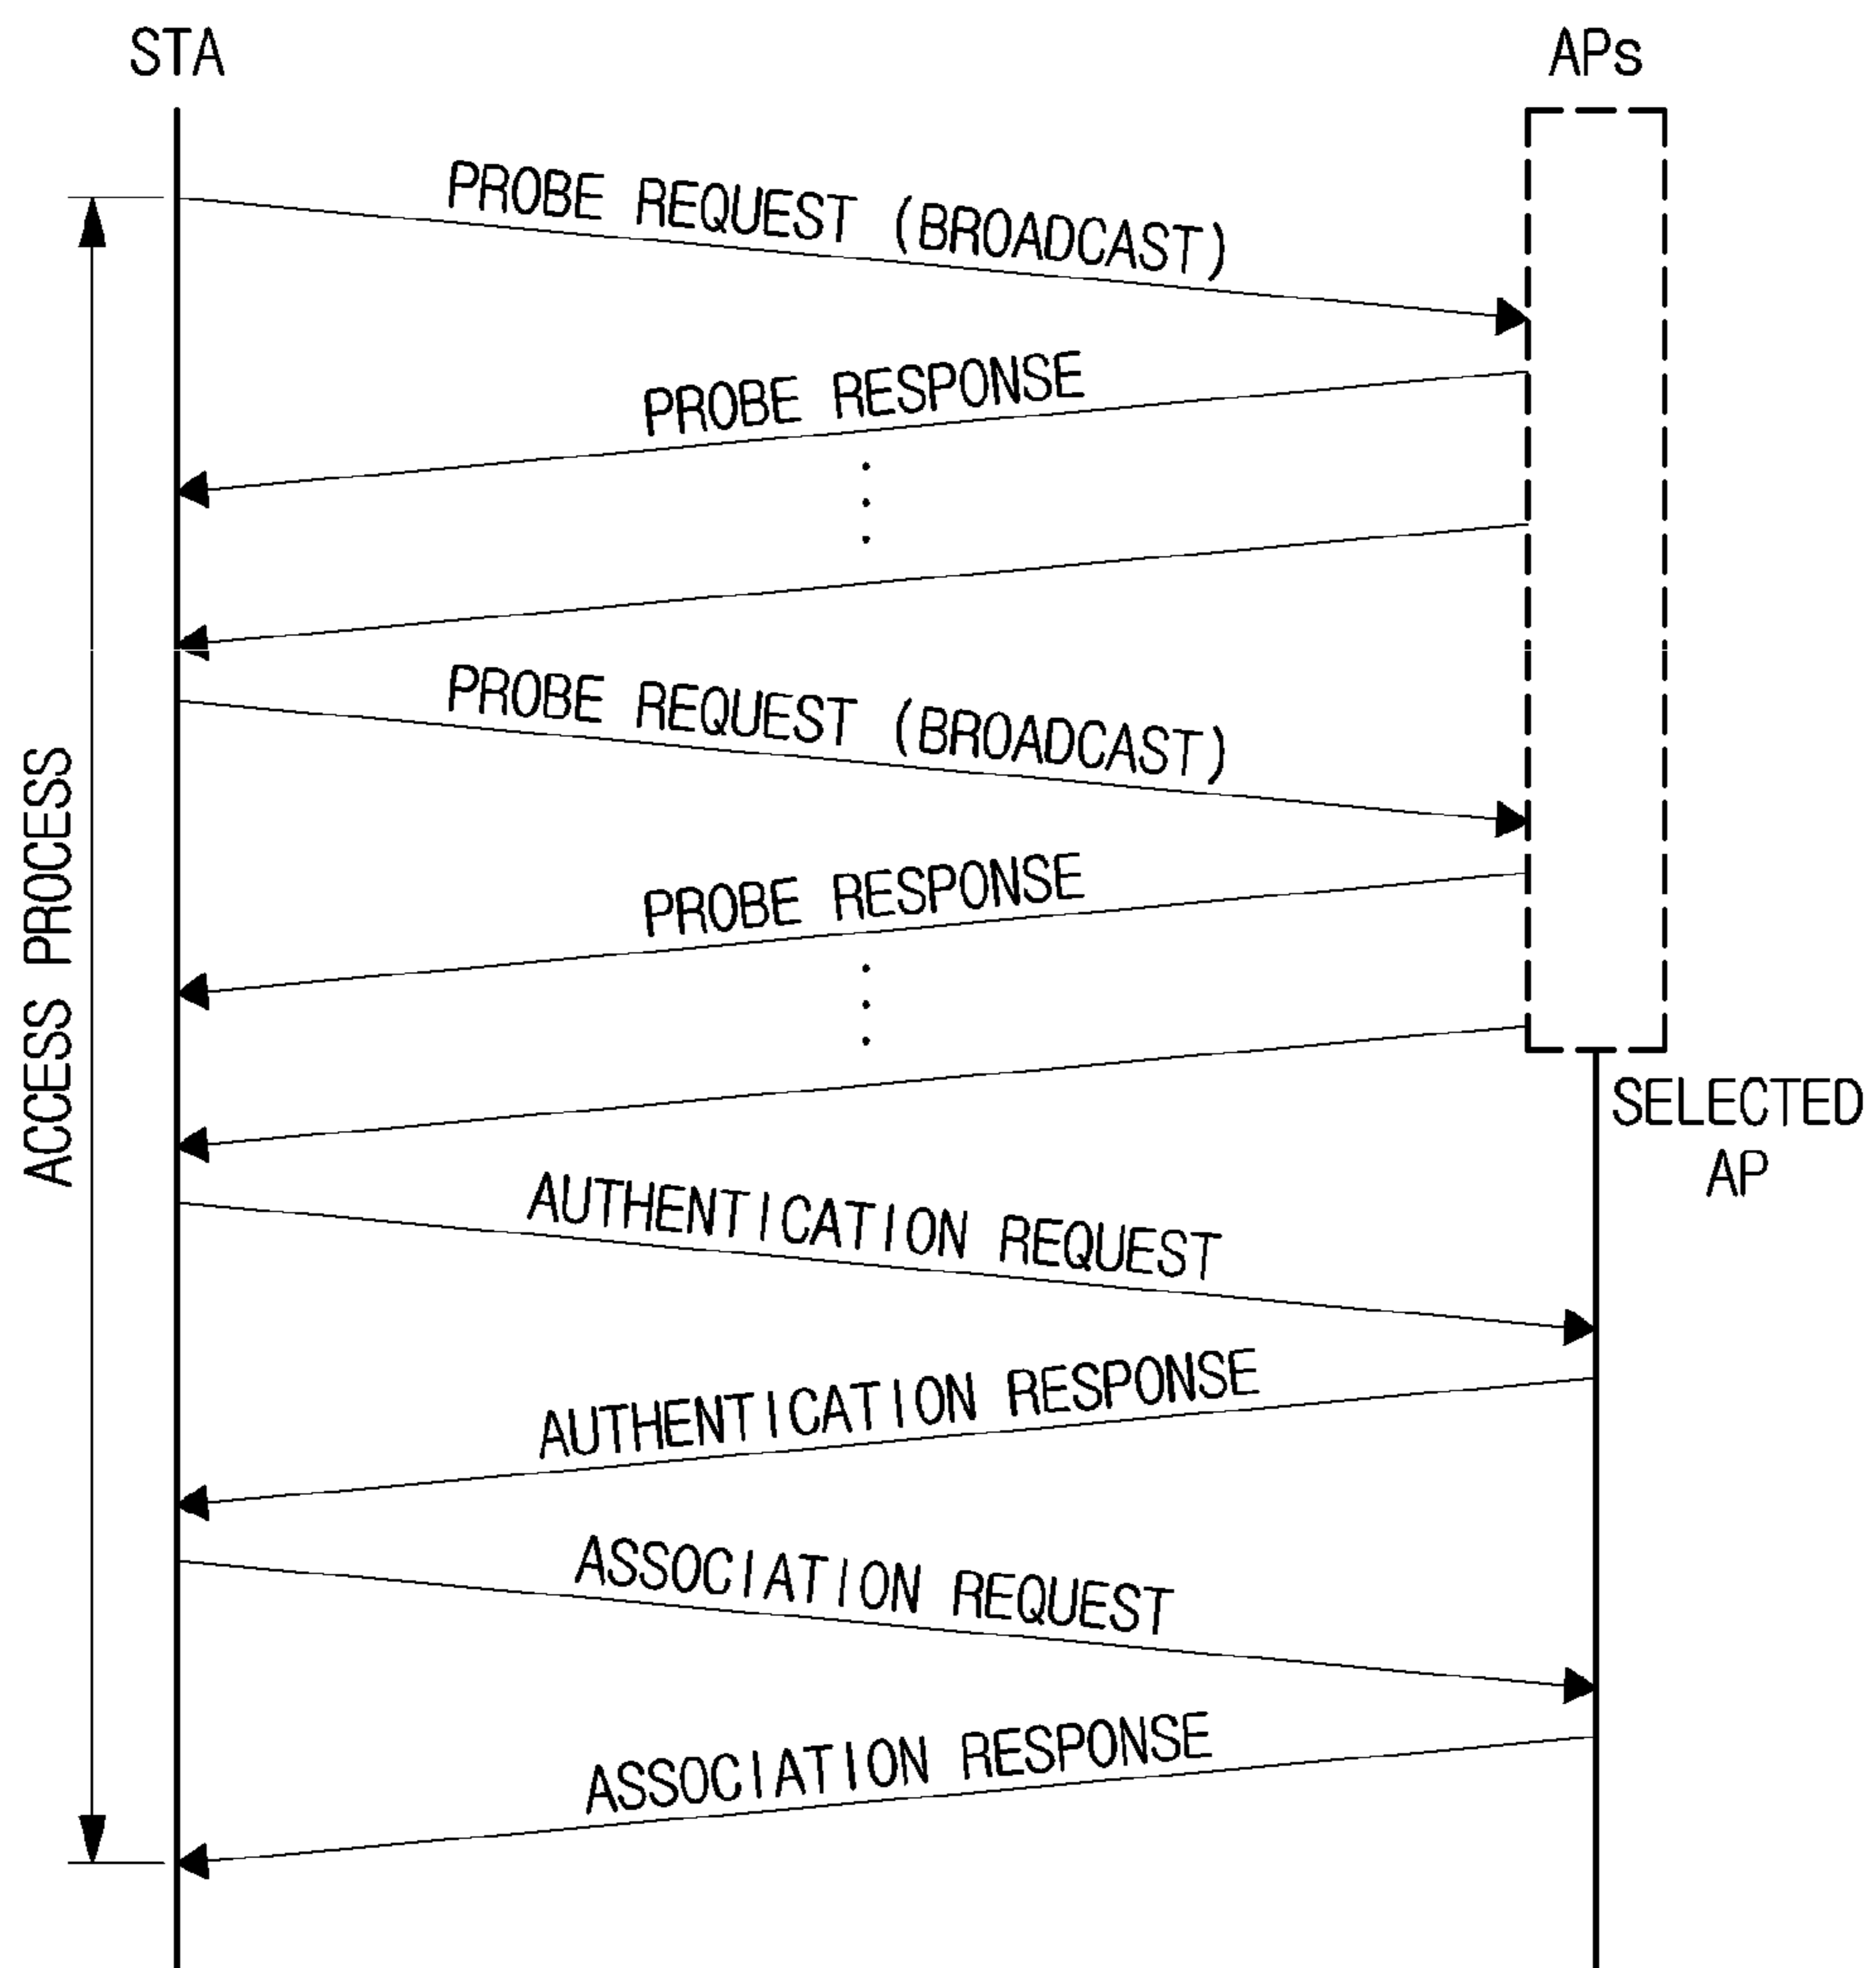 STA
APs
PROBE REQUEST (BROADCAST)
PROBE RESPONSE
PROBE REQUEST (BROADCAST)
PROBE RESPONSE
ACCESS PROCESS
SELECTED
AP
AUTHENTICATION REQUEST
AUTHENTICATION RESPONSE
ASSOCIATION REQUEST
ASSOCIATION RESPONSE